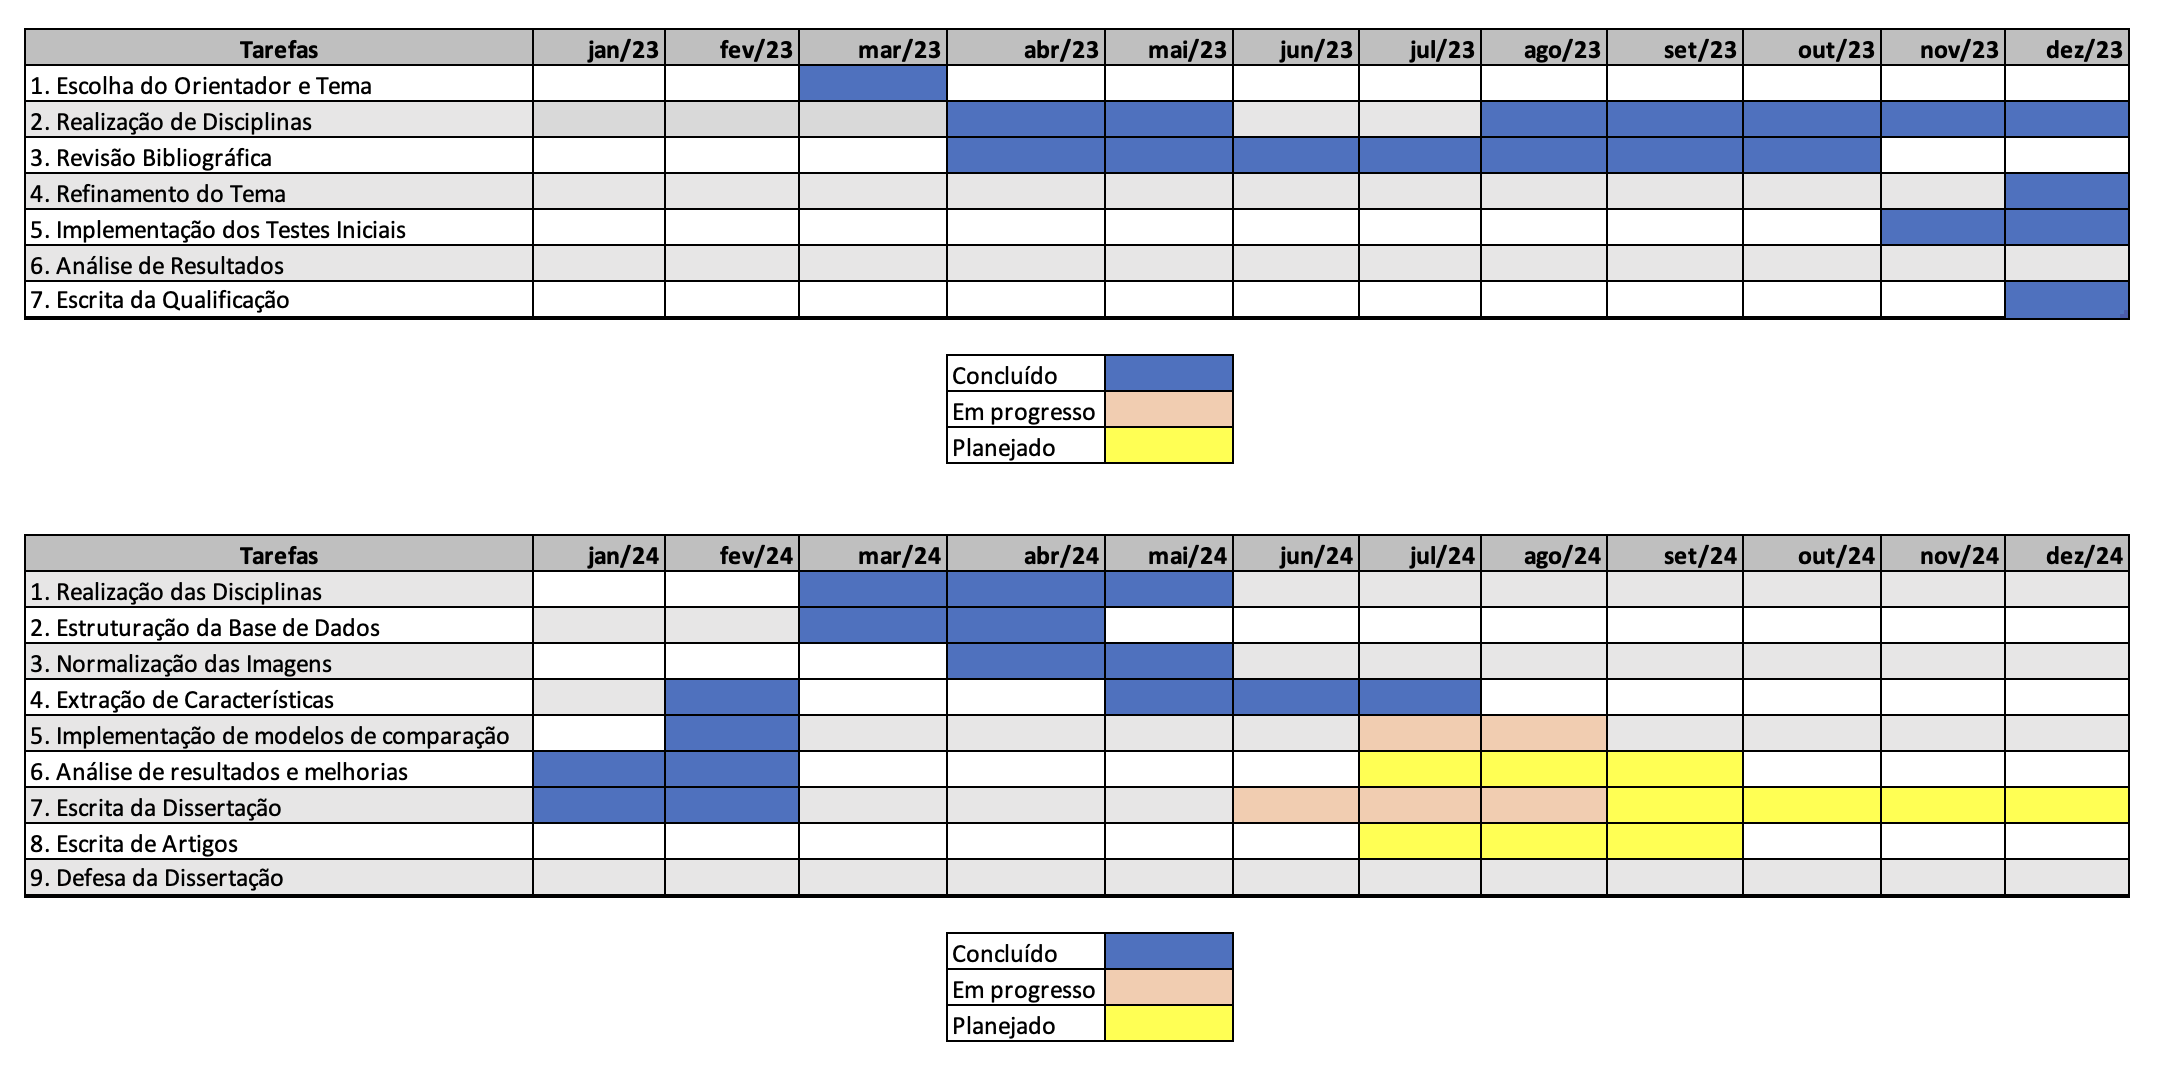 Tarefas jan/23 fev/23 mar/23 abr/23 mai/23 jun/23 jul/23 ago/23 set/23 out/23 nov/23 dez/23
1. Escolha do Orientador e Tema
2. Realização de Disciplinas
3. Revisão Bibliográfica
4. Refinamento do Tema
5. Implementação dos Testes Iniciais
6. Análise de Resultados
7. Escrita da Qualificação
Concluído
Em progresso
Planejado
Tarefas jan/24 fev/24 mar/24 abr/24 mai/24 jun/24 jul/24 ago/24 set/24 out/24 nov/24 dez/24
1. Realização das Disciplinas
2. Estruturação da Base de Dados
3. Normalização das Imagens
4. Extração de Características
5. Implementação de modelos de comparação
6. Análise de resultados e melhorias
7. Escrita da Dissertação
8. Escrita de Artigos
9. Defesa da Dissertação
Concluído
Em progresso
Planejado